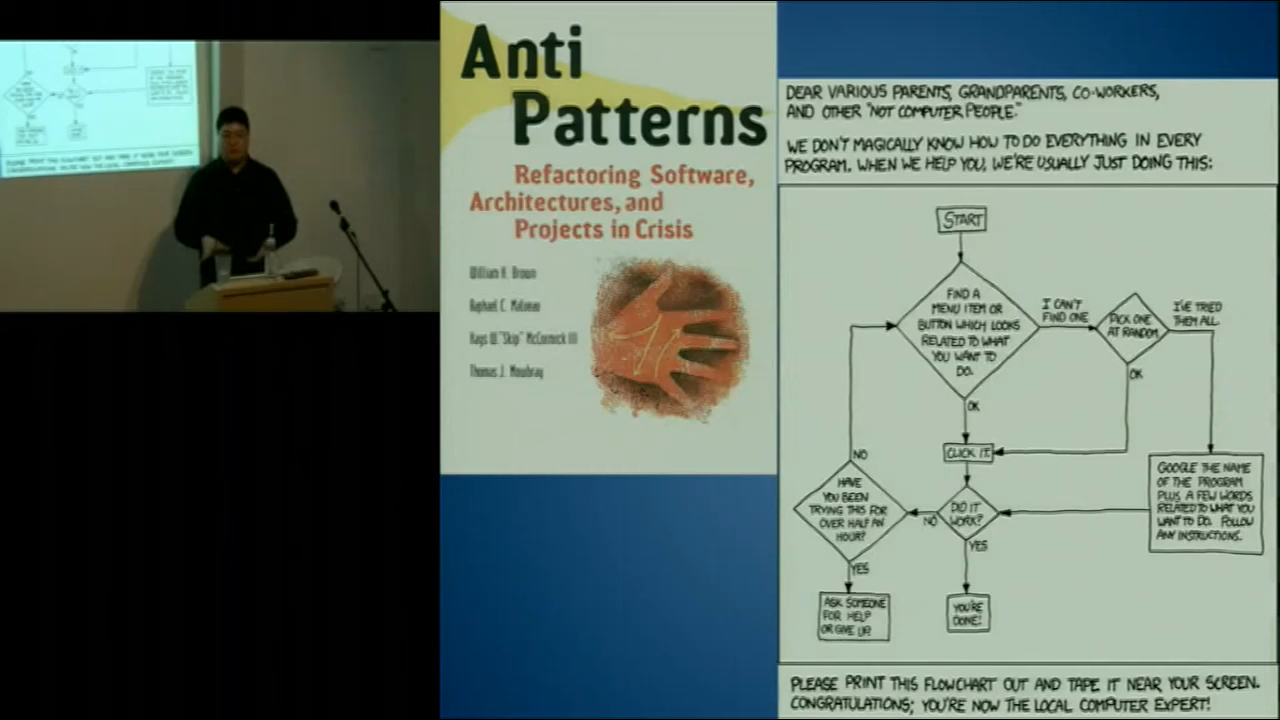 Anti
Patterns
Refactoring Software,
Architectures, and
Projects in Crisis
William H. Brown
Raphael C. Malveau
Hays W. "Skip" McCormick III
Thomas J. Mowbray
DEAR VARIOUS PARENTS, GRANDPARENTS, CO-WORKERS,
AND OTHER "NOT COMPUTER PEOPLE."
WE DON'T MAGICALLY KNOW HOW TO DO EVERYTHING IN EVERY
PROGRAM. WHEN WE HELP YOU, WE'RE USUALLY JUST DOING THIS:
START
FIND A
MENU ITEM OR
BUTTON WHICH LOOKS
RELATED TO WHAT
YOU WANT TO
DO.
I CAN'T
FIND ONE
PICK ONE
AT RANDOM
I'VE TRIED
THEM ALL.
OK
OK
CLICK IT.
NO
HAVE
YOU BEEN
TRYING THIS FOR
OVER HALF AN
HOUR?
NO
DID IT
WORK?
GOOGLE THE NAME
OF THE PROGRAM
PLUS A FEW WORDS
RELATED TO WHAT YOU
WANT TO DO. FOLLOW
ANY INSTRUCTIONS.
YES
YES
ASK SOMEONE
FOR HELP
OR GIVE UP.
YOU'RE
DONE!
PLEASE PRINT THIS FLOWCHART OUT AND TAPE IT NEAR YOUR SCREEN.
CONGRATULATIONS; YOU'RE NOW THE LOCAL COMPUTER EXPERT!